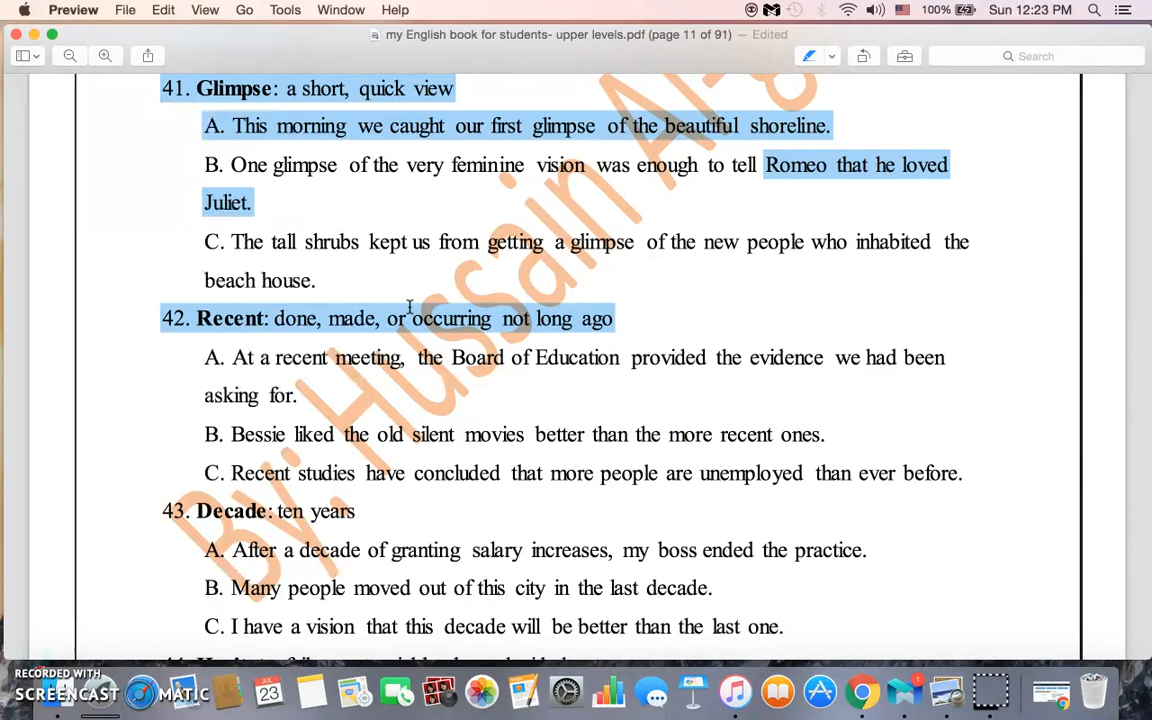 Preview File Edit View Go Tools Window Help 100% Sun 12:23 PM
my English book for students- upper levels.pdf (page 11 of 91) — Edited
Search
41. Glimpse: a short, quick view
A. This morning we caught our first glimpse of the beautiful shoreline.
B. One glimpse of the very feminine vision was enough to tell Romeo that he loved
Juliet.
C. The tall shrubs kept us from getting a glimpse of the new people who inhabited the
beach house.
42. Recent: done, made, or occurring not long ago
A. At a recent meeting, the Board of Education provided the evidence we had been
asking for.
B. Bessie liked the old silent movies better than the more recent ones.
C. Recent studies have concluded that more people are unemployed than ever before.
43. Decade: ten years
A. After a decade of granting salary increases, my boss ended the practice.
B. Many people moved out of this city in the last decade.
C. I have a vision that this decade will be better than the last one.
By; Hussain Al-
RECORDED WITH
SCREENCAST MATIC
23
1